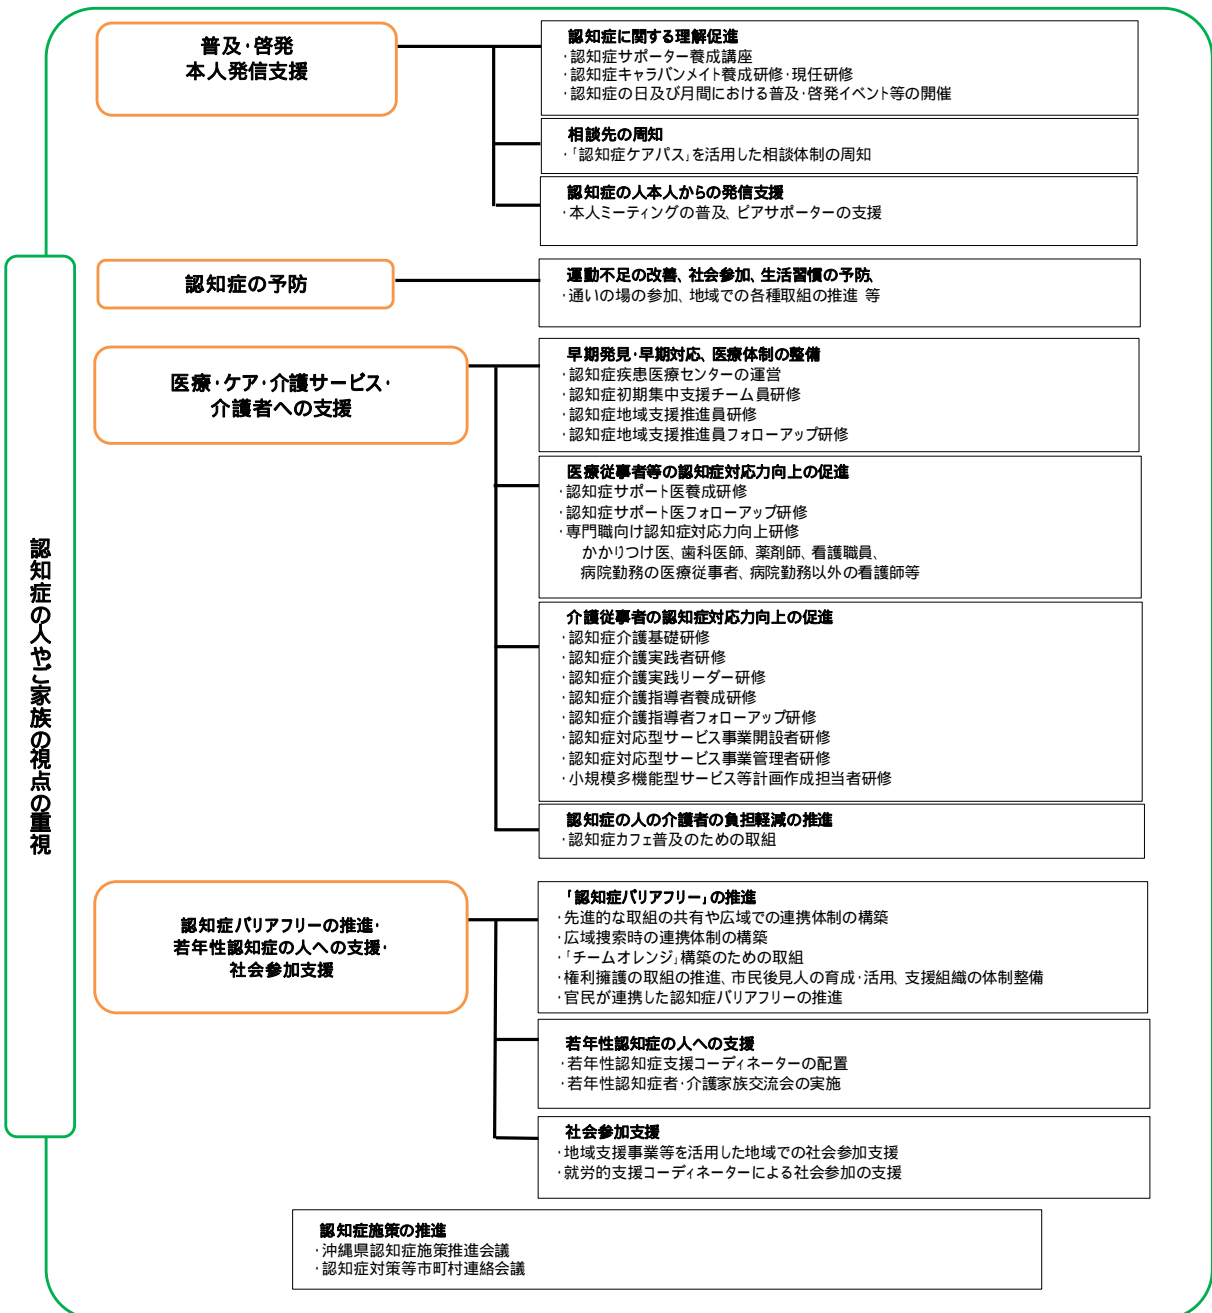 普及・啓発
本人発信支援
認知症に関する理解促進
・認知症サポーター養成講座
・認知症キャラバンメイト養成研修・現任研修
・認知症の日及び月間における普及・啓発イベント等の開催
相談先の周知
・「認知症ケアパス」を活用した相談体制の周知
認知症の人本人からの発信支援
・本人ミーティングの普及、ピアサポーターの支援
認知症の予防
運動不足の改善、社会参加、生活習慣の予防、
・通いの場の参加、地域での各種取組の推進 等
医療・ケア・介護サービス・
介護者への支援
早期発見・早期対応、医療体制の整備
・認知症疾患医療センターの運営
・認知症初期集中支援チーム員研修
・認知症地域支援推進員研修
・認知症地域支援推進員フォローアップ研修
医療従事者等の認知症対応力向上の促進
・認知症サポート医養成研修
・認知症サポート医フォローアップ研修
・専門職向け認知症対応力向上研修
かかりつけ医、歯科医師、薬剤師、看護職員、
病院勤務の医療従事者、病院勤務以外の看護師等
介護従事者の認知症対応力向上の促進
・認知症介護基礎研修
・認知症介護実践者研修
・認知症介護実践リーダー研修
・認知症介護指導者養成研修
・認知症介護指導者フォローアップ研修
・認知症対応型サービス事業開設者研修
・認知症対応型サービス事業管理者研修
・小規模多機能型サービス等計画作成担当者研修
認知症の人の介護者の負担軽減の推進
・認知症カフェ普及のための取組
認知症の人やご家族の視点の重視
認知症バリアフリーの推進・
若年性認知症の人への支援・
社会参加支援
「認知症バリアフリー」の推進
・先進的な取組の共有や広域での連携体制の構築
・広域捜索時の連携体制の構築
・「チームオレンジ」構築のための取組
・権利擁護の取組の推進、市民後見人の育成・活用、支援組織の体制整備
・官民が連携した認知症バリアフリーの推進
若年性認知症の人への支援
・若年性認知症支援コーディネーターの配置
・若年性認知症者・介護家族交流会の実施
社会参加支援
・地域支援事業等を活用した地域での社会参加支援
・就労的支援コーディネーターによる社会参加の支援
認知症施策の推進
・沖縄県認知症施策推進会議
・認知症対策等市町村連絡会議